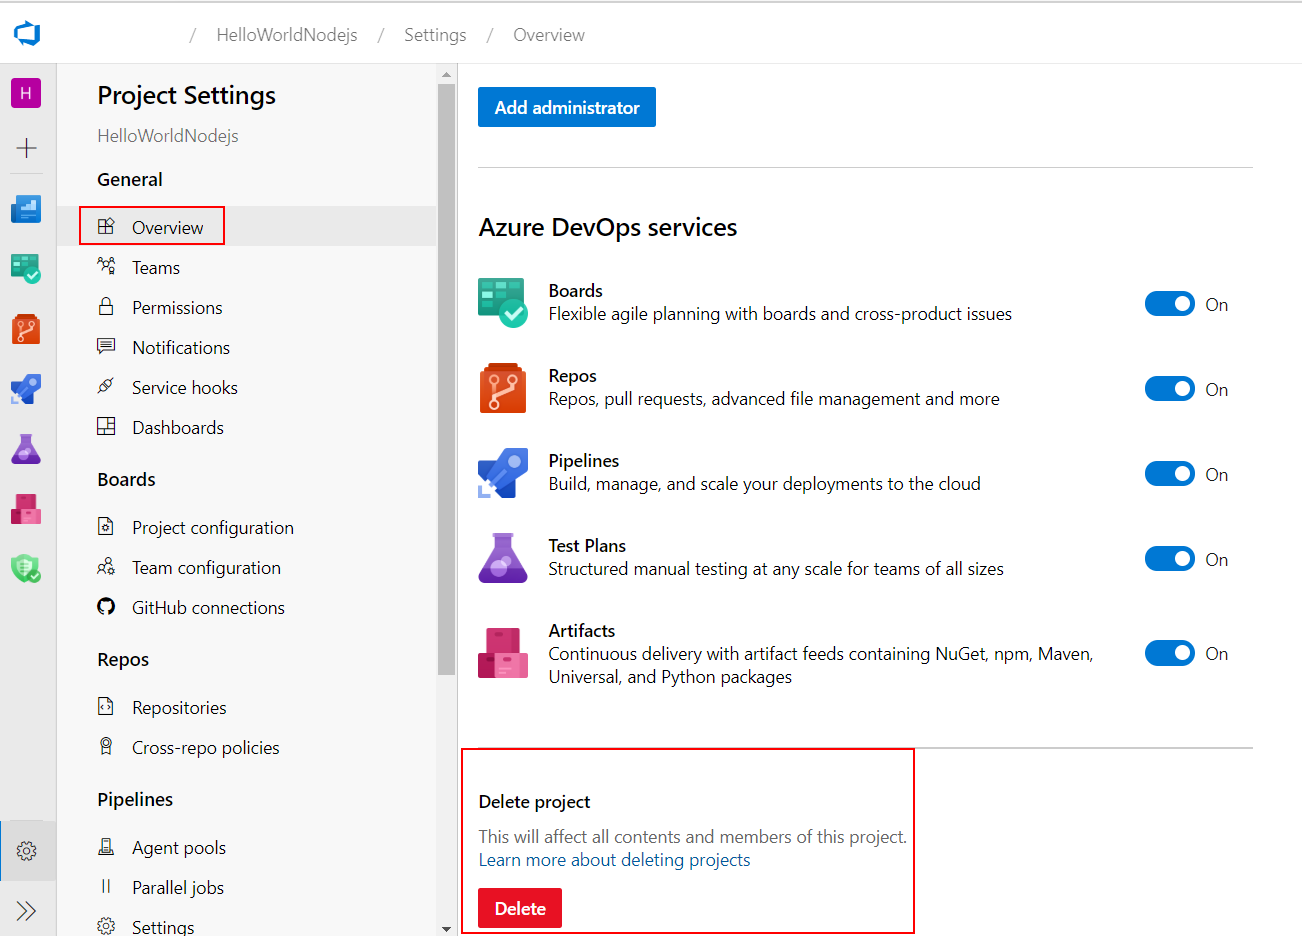 / HelloWorldNodejs / Settings / Overview
H
Project Settings
HelloWorldNodejs
General
Overview
Teams
Permissions
Notifications
Service hooks
Dashboards
Boards
Project configuration
Team configuration
GitHub connections
Repos
Repositories
Cross-repo policies
Pipelines
Agent pools
Parallel jobs
Settings
Add administrator
Azure DevOps services
Boards
Flexible agile planning with boards and cross-product issues
On
Repos
Repos, pull requests, advanced file management and more
On
Pipelines
Build, manage, and scale your deployments to the cloud
On
Test Plans
Structured manual testing at any scale for teams of all sizes
On
Artifacts
Continuous delivery with artifact feeds containing NuGet, npm, Maven,
Universal, and Python packages
On
Delete project
This will affect all contents and members of this project.
Learn more about deleting projects
Delete